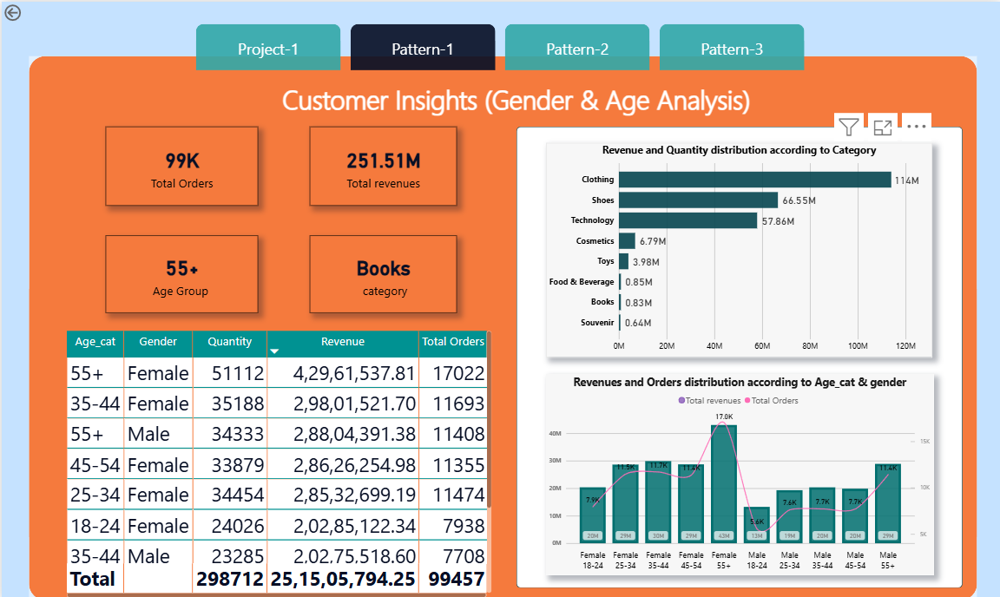 Project-1
Pattern-1
Pattern-2
Pattern-3
Customer Insights (Gender & Age Analysis)
99K
Total Orders
251.51M
Total revenues
55+
Age Group
Books
category
Age_cat Gender Quantity Revenue Total Orders
55+ Female 51112 4,29,61,537.81 17022
35-44 Female 35188 2,98,01,521.70 11693
55+ Male 34333 2,88,04,391.38 11408
45-54 Female 33879 2,86,26,254.98 11355
25-34 Female 34454 2,85,32,699.19 11474
18-24 Female 24026 2,02,85,122.34 7938
35-44 Male 23285 2,02,75,518.60 7708
Total 298712 25,15,05,794.25 99457
Revenue and Quantity distribution according to Category
Clothing 114M
Shoes 66.55M
Technology 57.86M
Cosmetics 6.79M
Toys 3.98M
Food & Beverage 0.85M
Books 0.83M
Souvenir 0.64M
0M 20M 40M 60M 80M 100M 120M
Revenues and Orders distribution according to Age_cat & gender
Total revenues Total Orders
17.0K
40M 15K
30M 11.5K 11.7K 11.4K 11.4K
20M 10K
7.9K 7.6K 7.7K 7.7K
10M 5.6K 5K
20M 29M 30M 29M 43M 13M 19M 20M 20M 29M
0M
Female Female Female Female Female Male Male Male Male Male
18-24 25-34 35-44 45-54 55+ 18-24 25-34 35-44 45-54 55+